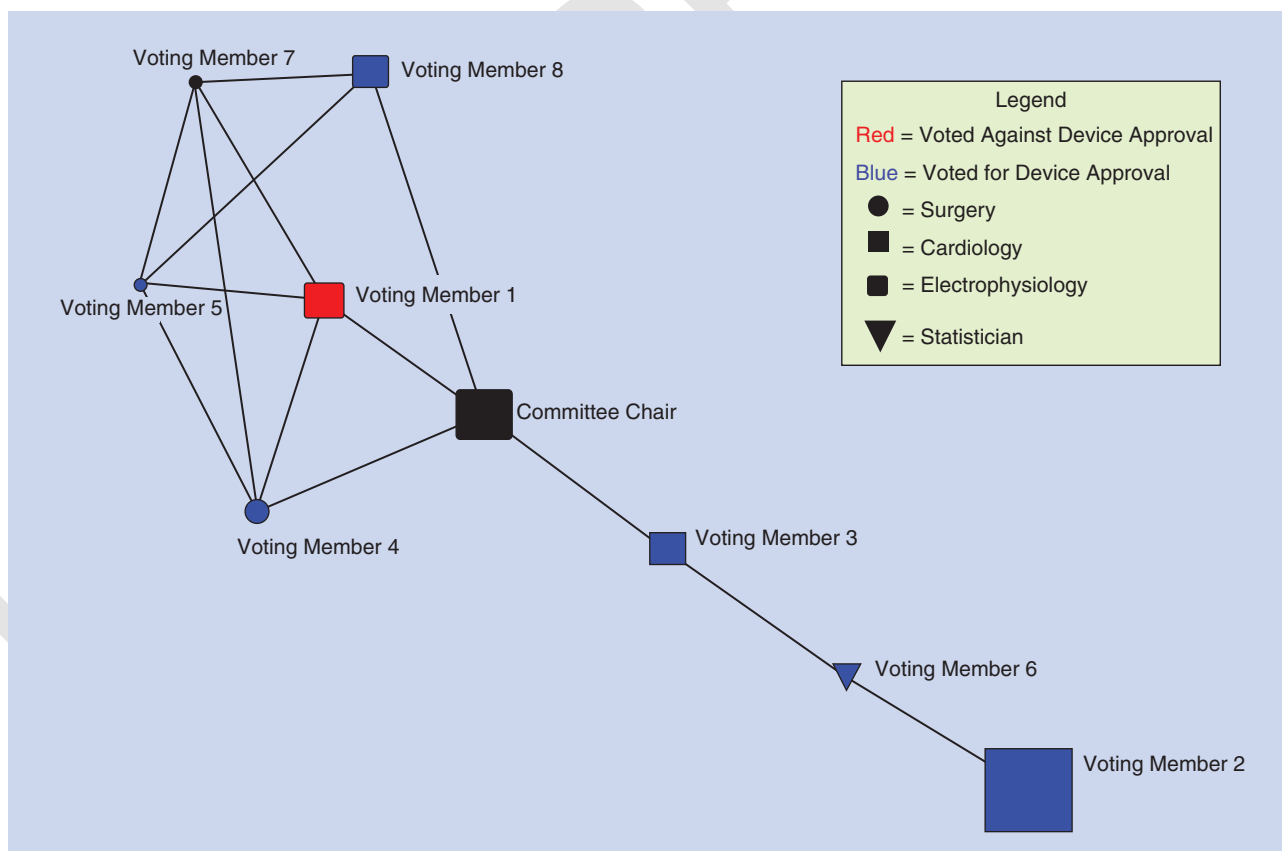 Voting Member 7
Voting Member 8
Legend
Red = Voted Against Device Approval
Blue = Voted for Device Approval
= Surgery
= Cardiology
= Electrophysiology
= Statistician
Voting Member 5
Voting Member 1
Committee Chair
Voting Member 4
Voting Member 3
Voting Member 6
Voting Member 2